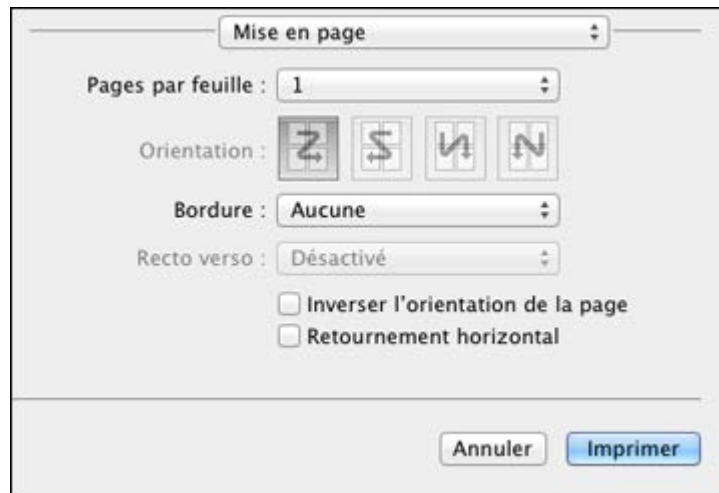 Mise en page
Pages par feuille : 1
Orientation :
Bordure : Aucune
Recto verso : Désactivé
Inverser l'orientation de la page
Retournement horizontal
Annuler Imprimer